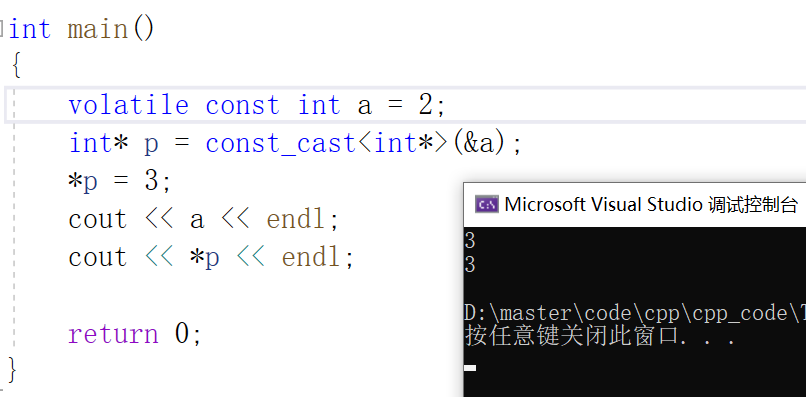 int main()
{
volatile const int a = 2;
int* p = const_cast<int*>(&a);
*p = 3;
cout << a << endl;
cout << *p << endl;
return 0;
}
Microsoft Visual Studio 调试控制台
3
3
D:\master\code\cpp\cpp_code\
按任意键关闭此窗口. . .